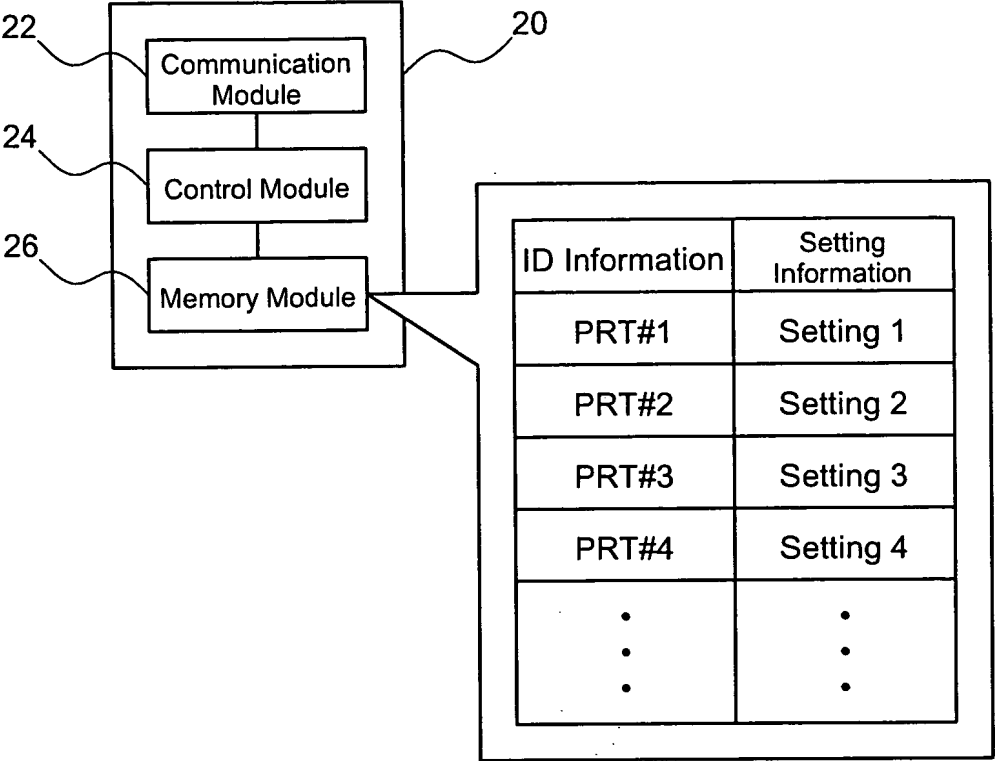 22
20
Communication
Module
24
Control Module
26
Memory Module
ID Information
Setting
Information
PRT#1
Setting 1
PRT#2
Setting 2
PRT#3
Setting 3
PRT#4
Setting 4